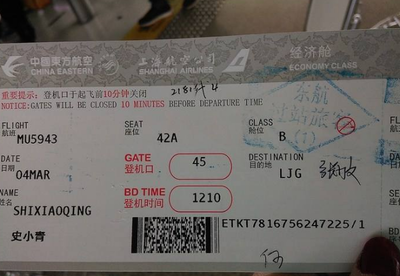 中國東方航空 上海航空公司 经济舱
CHINA EASTERN SHANGHAI AIRLINES ECONOMY CLASS
重要提示：登机口于起飞前10分钟关闭
NOTICE:GATES WILL BE CLOSED 10 MINUTES BEFORE DEPARTURE TIME
FLIGHT SEAT CLASS
航班 座位 舱位
MU5943 42A B
DATE GATE DESTINATION
日期 登机口 目的地
04MAR 45 LJG
NAME BD TIME
姓名 登机时间 1210
SHIXIAOQING
ETKT7816756247225/1
史小青
东航
(1)